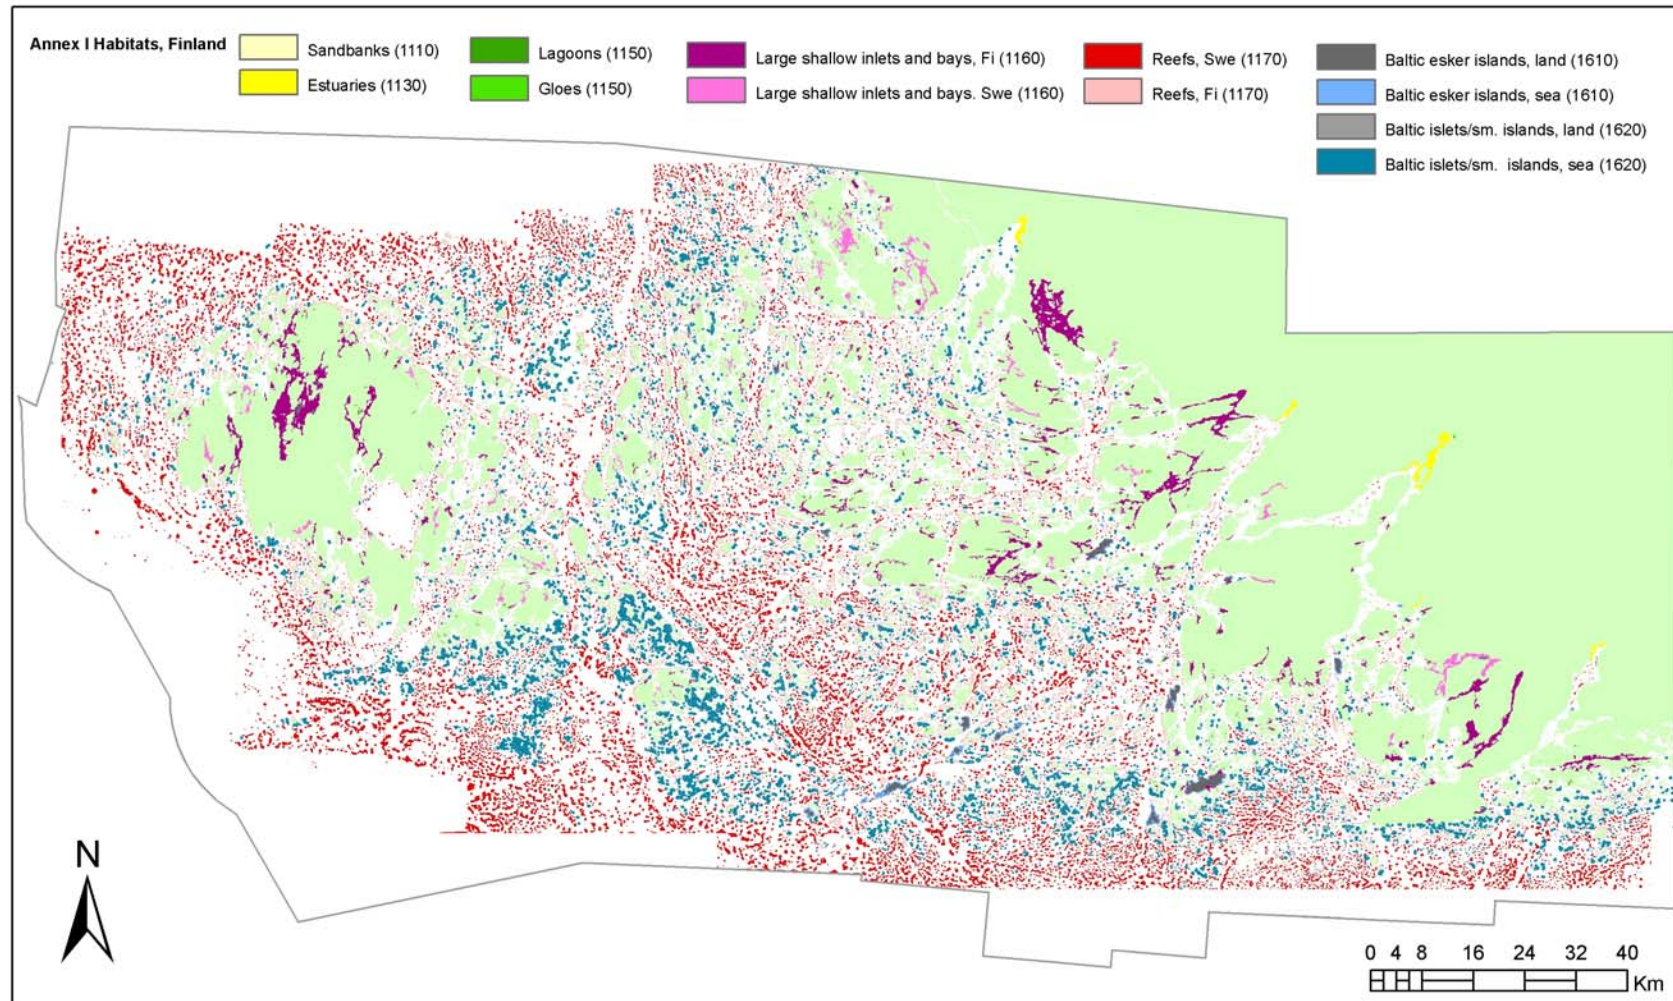 Annex I Habitats, Finland
Sandbanks (1110)
Estuaries (1130)
Lagoons (1150)
Gloes (1150)
Large shallow inlets and bays, Fi (1160)
Large shallow inlets and bays. Swe (1160)
Reefs, Swe (1170)
Reefs, Fi (1170)
Baltic esker islands, land (1610)
Baltic esker islands, sea (1610)
Baltic islets/sm. islands, land (1620)
Baltic islets/sm. islands, sea (1620)
N
0 4 8 16 24 32 40
Km